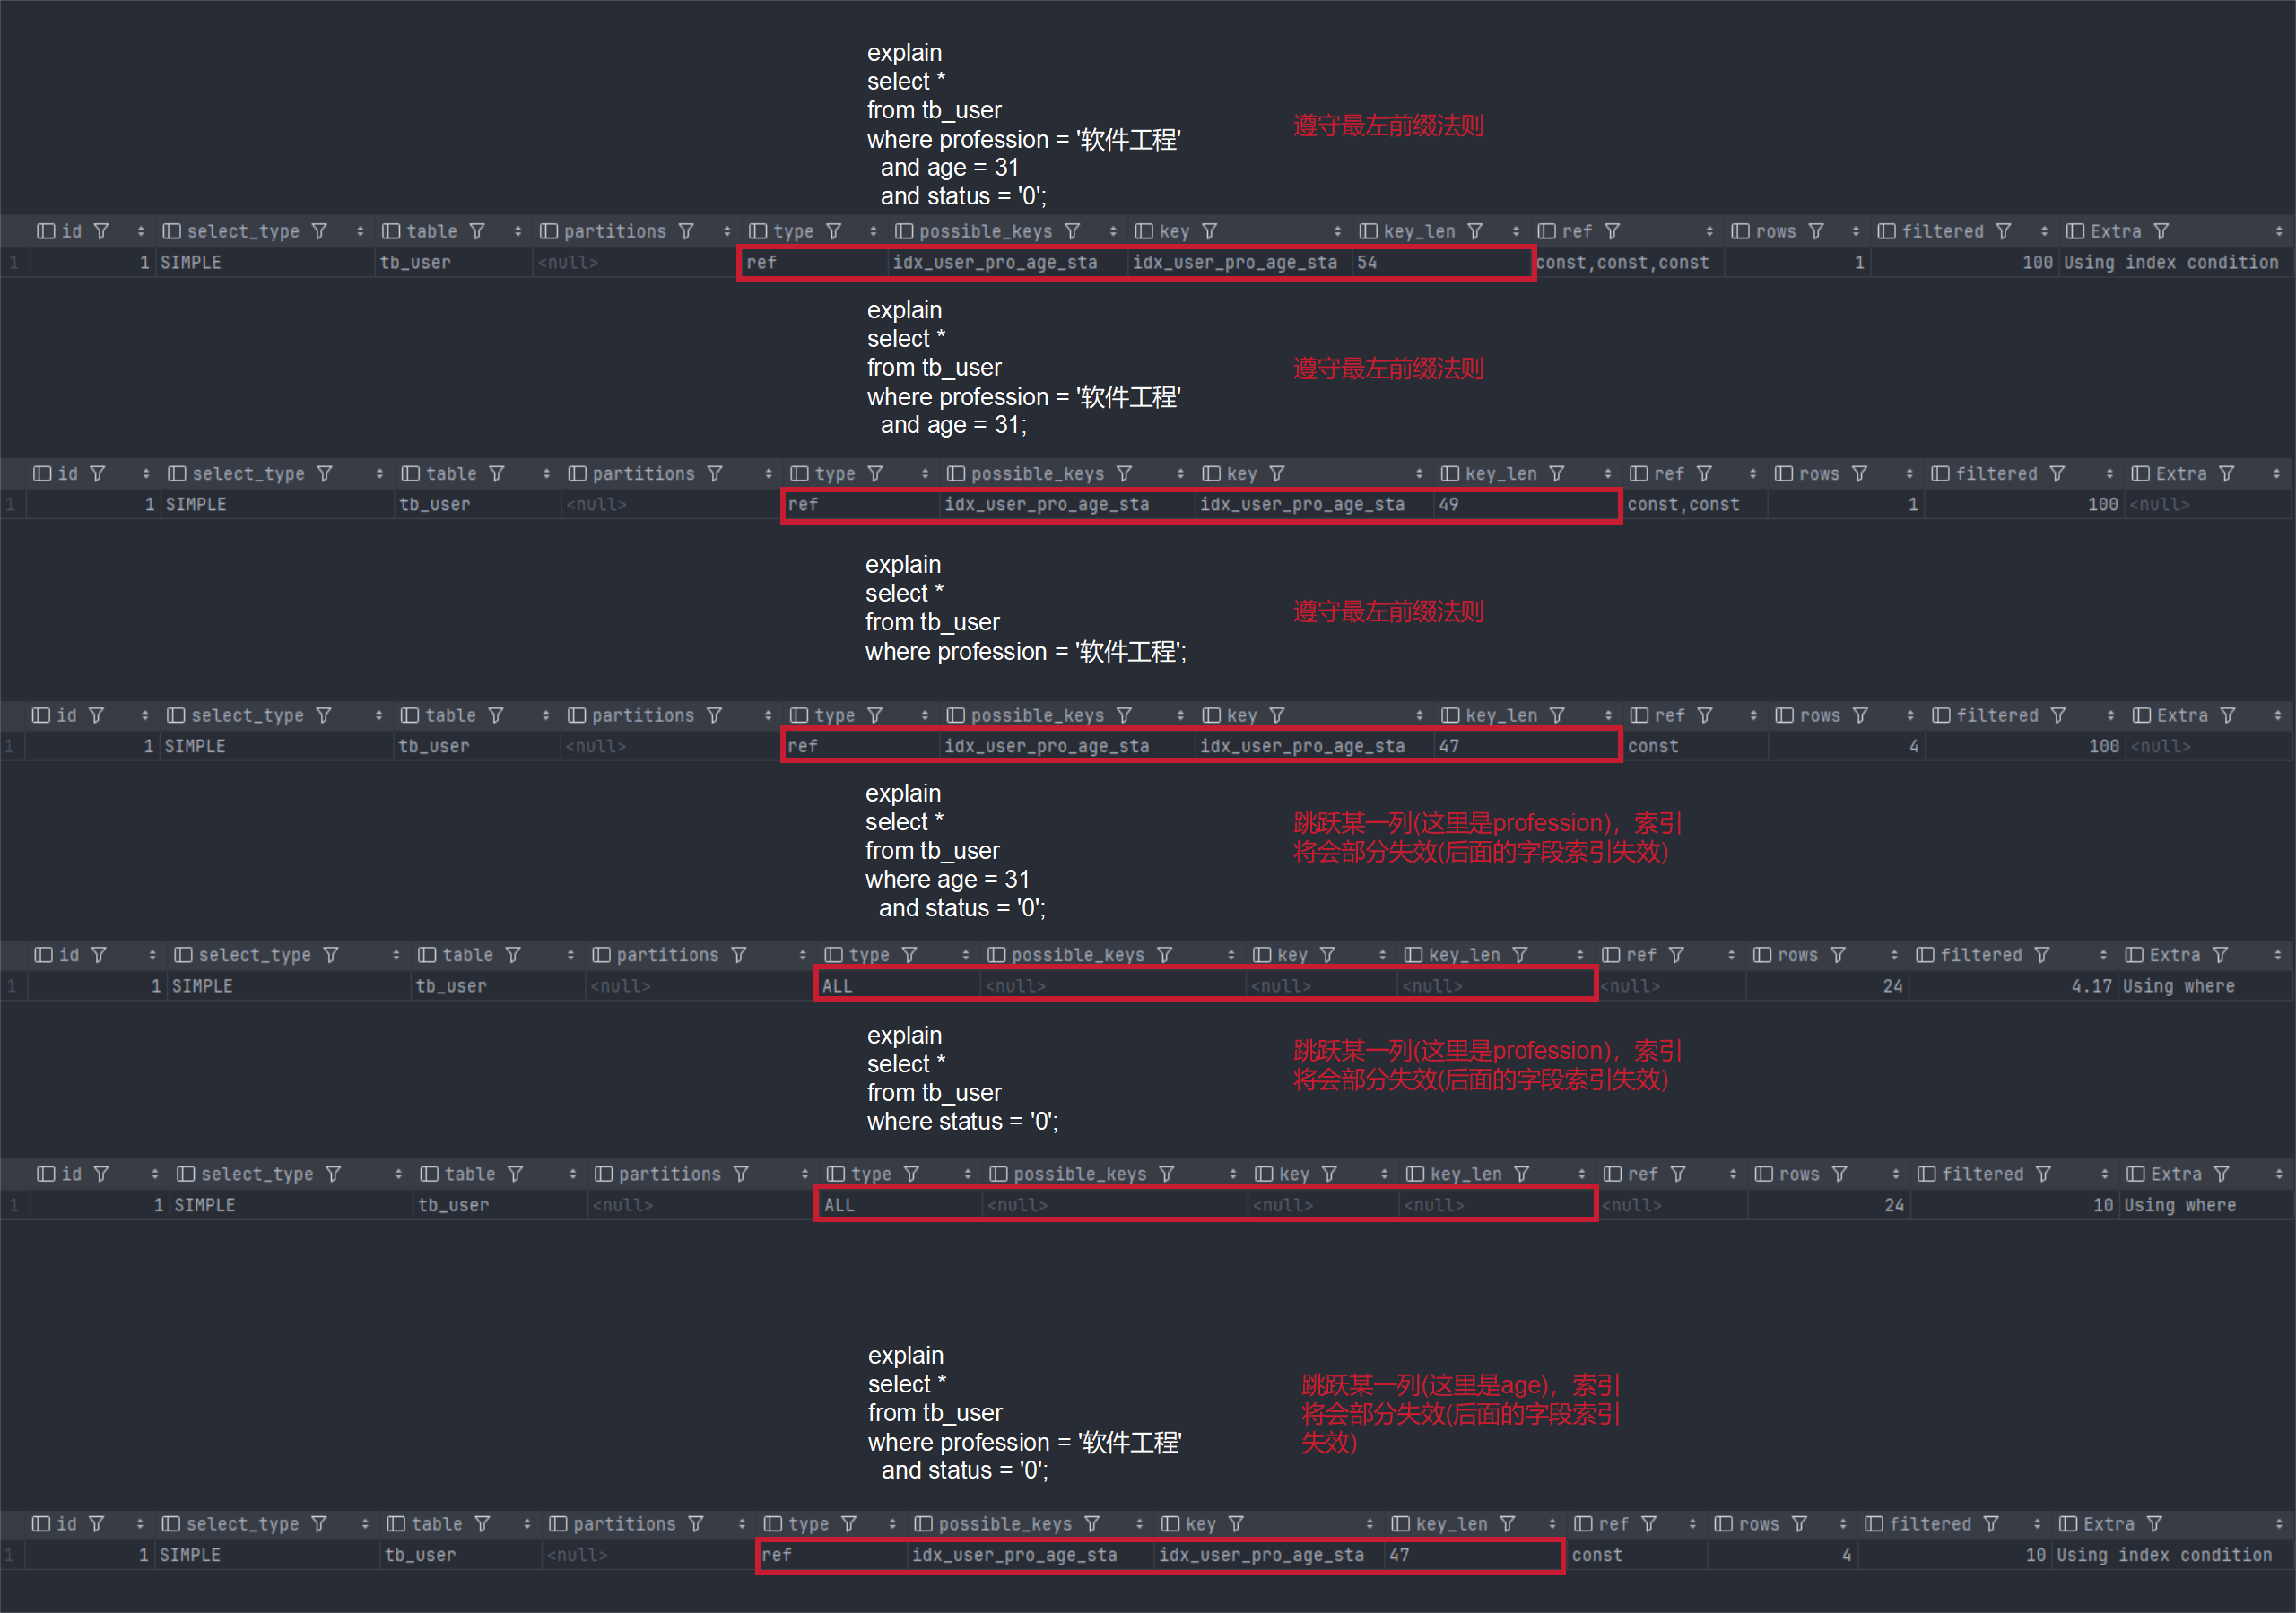 explain
select *
from tb_user
where profession = '软件工程'
and age = 31
and status = '0';
遵守最左前缀法则
id select_type table partitions type possible_keys key key_len ref rows filtered Extra
1 1 SIMPLE tb_user <null> ref idx_user_pro_age_sta idx_user_pro_age_sta 54 const,const,const 1 100 Using index condition
explain
select *
from tb_user
where profession = '软件工程'
and age = 31;
遵守最左前缀法则
id select_type table partitions type possible_keys key key_len ref rows filtered Extra
1 1 SIMPLE tb_user <null> ref idx_user_pro_age_sta idx_user_pro_age_sta 49 const,const 1 100 <null>
explain
select *
from tb_user
where profession = '软件工程';
遵守最左前缀法则
id select_type table partitions type possible_keys key key_len ref rows filtered Extra
1 1 SIMPLE tb_user <null> ref idx_user_pro_age_sta idx_user_pro_age_sta 47 const 4 100 <null>
explain
select *
from tb_user
where age = 31
and status = '0';
跳跃某一列(这里是profession)，索引
将会部分失效(后面的字段索引失效)
id select_type table partitions type possible_keys key key_len ref rows filtered Extra
1 1 SIMPLE tb_user <null> ALL <null> <null> <null> <null> 24 4.17 Using where
explain
select *
from tb_user
where status = '0';
跳跃某一列(这里是profession)，索引
将会部分失效(后面的字段索引失效)
id select_type table partitions type possible_keys key key_len ref rows filtered Extra
1 1 SIMPLE tb_user <null> ALL <null> <null> <null> <null> 24 10 Using where
explain
select *
from tb_user
where profession = '软件工程'
and status = '0';
跳跃某一列(这里是age)，索引
将会部分失效(后面的字段索引
失效)
id select_type table partitions type possible_keys key key_len ref rows filtered Extra
1 1 SIMPLE tb_user <null> ref idx_user_pro_age_sta idx_user_pro_age_sta 47 const 4 10 Using index condition